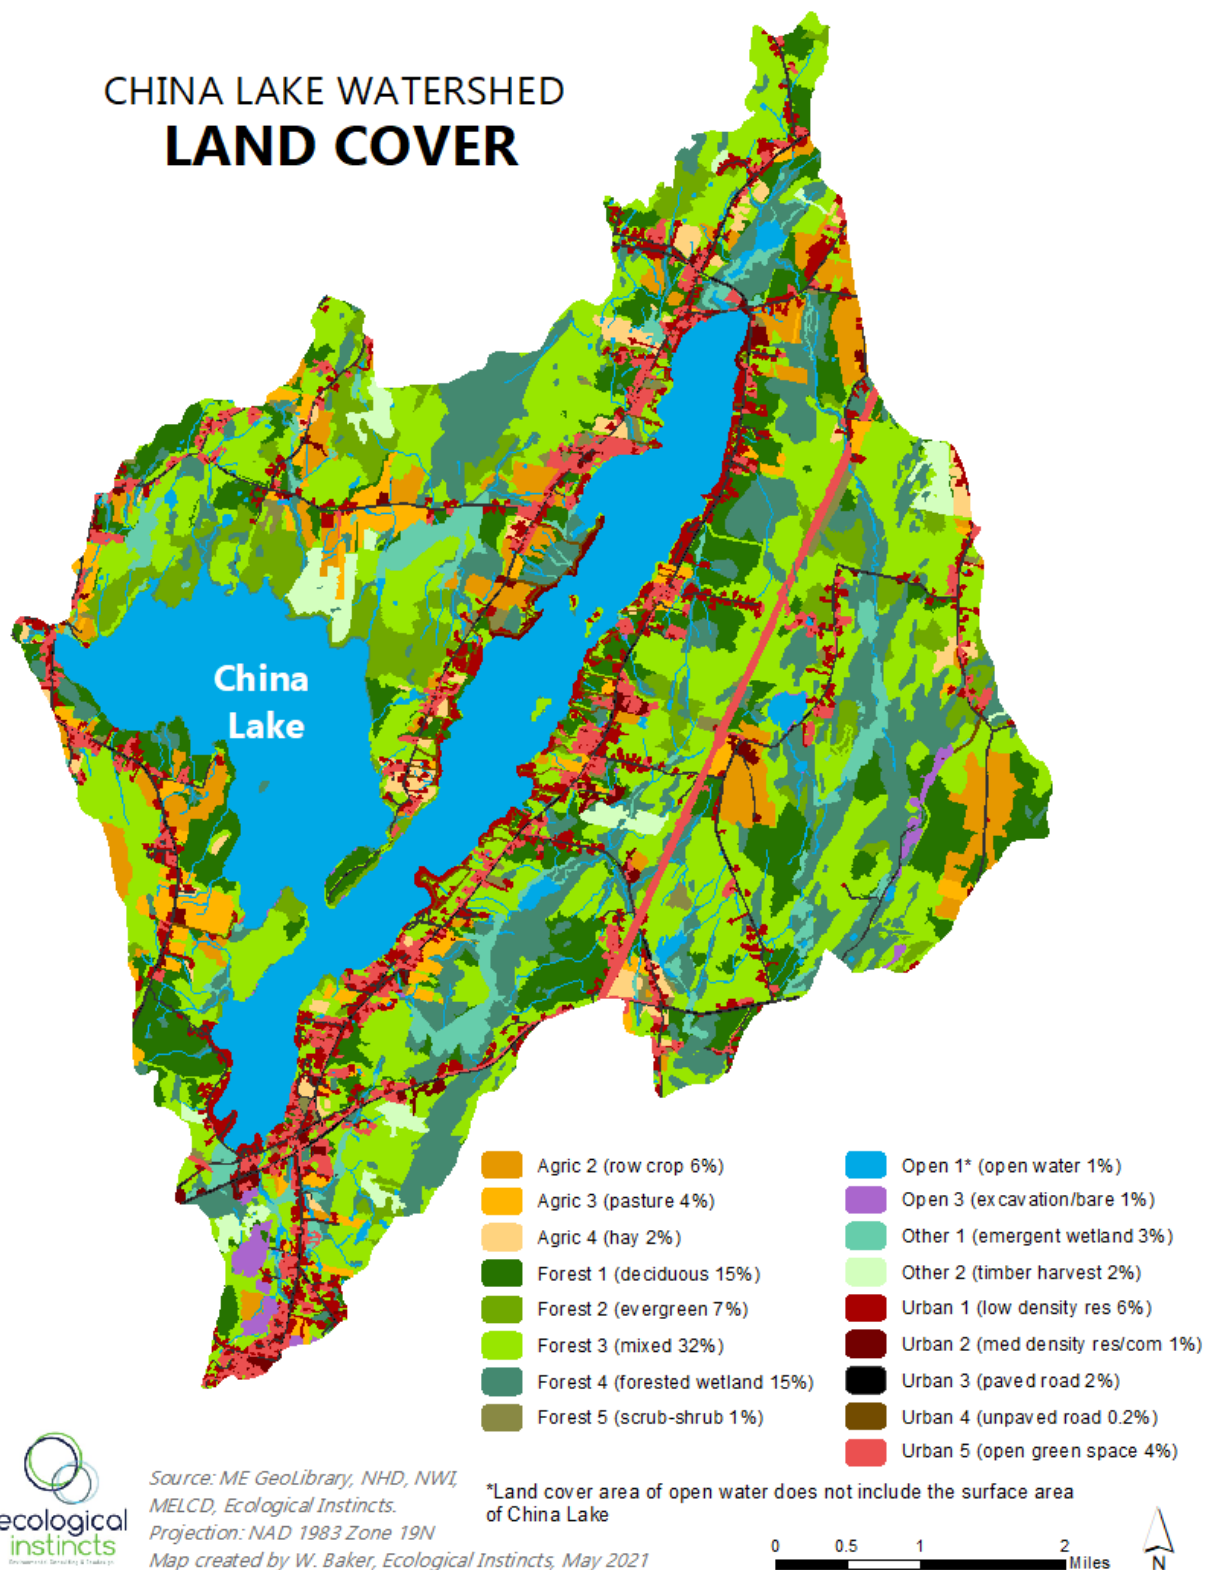 CHINA LAKE WATERSHED
LAND COVER
China
Lake
Agric 2 (row crop 6%)
Agric 3 (pasture 4%)
Agric 4 (hay 2%)
Forest 1 (deciduous 15%)
Forest 2 (evergreen 7%)
Forest 3 (mixed 32%)
Forest 4 (forested wetland 15%)
Forest 5 (scrub-shrub 1%)
Open 1* (open water 1%)
Open 3 (excavation/bare 1%)
Other 1 (emergent wetland 3%)
Other 2 (timber harvest 2%)
Urban 1 (low density res 6%)
Urban 2 (med density res/com 1%)
Urban 3 (paved road 2%)
Urban 4 (unpaved road 0.2%)
Urban 5 (open green space 4%)
*Land cover area of open water does not include the surface area
of China Lake
ecological
instincts
Source: ME GeoLibrary, NHD, NWI,
MELCD, Ecological Instincts.
Projection: NAD 1983 Zone 19N
Map created by W. Baker, Ecological Instincts, May 2021
0 0.5 1 2
Miles
N